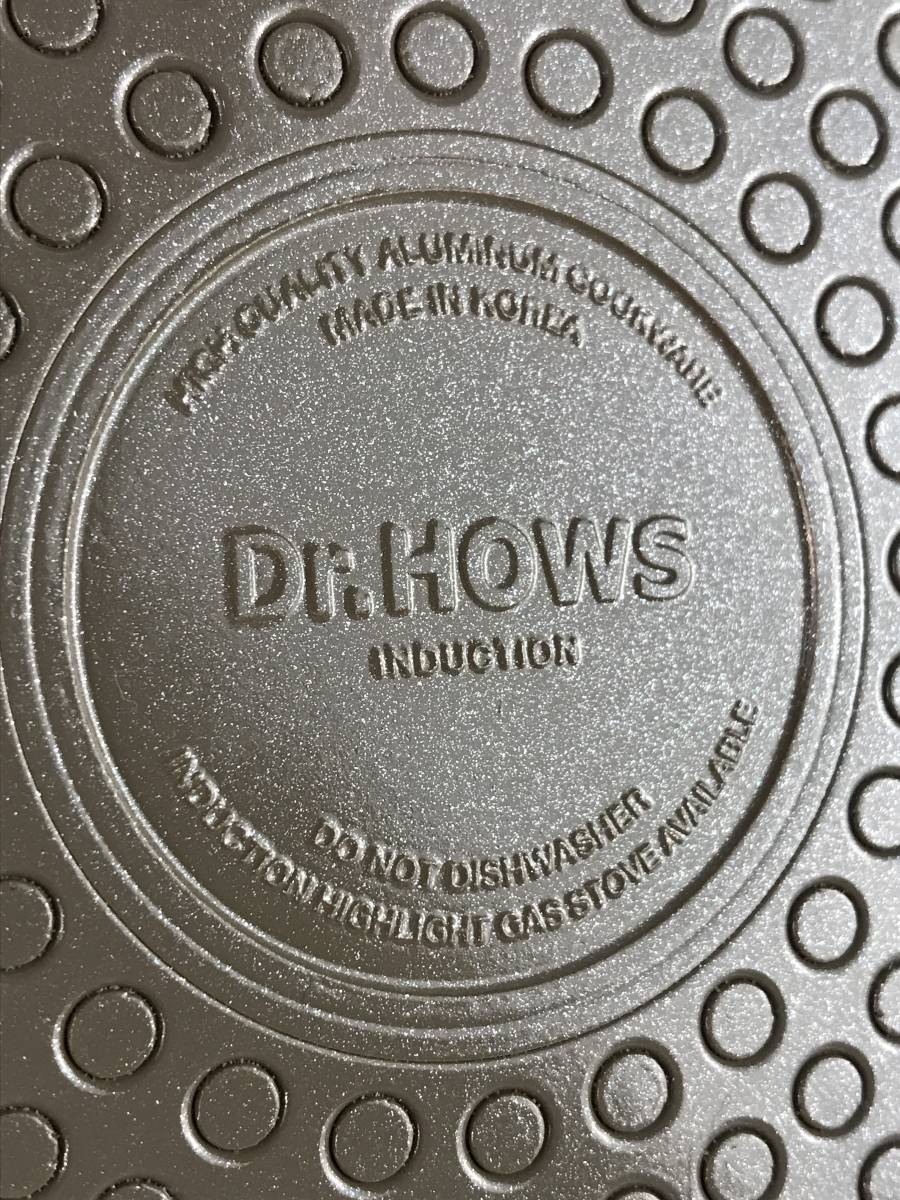 HIGH QUALITY ALUMINUM COOKWARE
MADE IN KOREA
Dr.HOWS
INDUCTION
DO NOT DISHWASHER
INDUCTION HIGHLIGHT GAS STOVE AVAILABLE